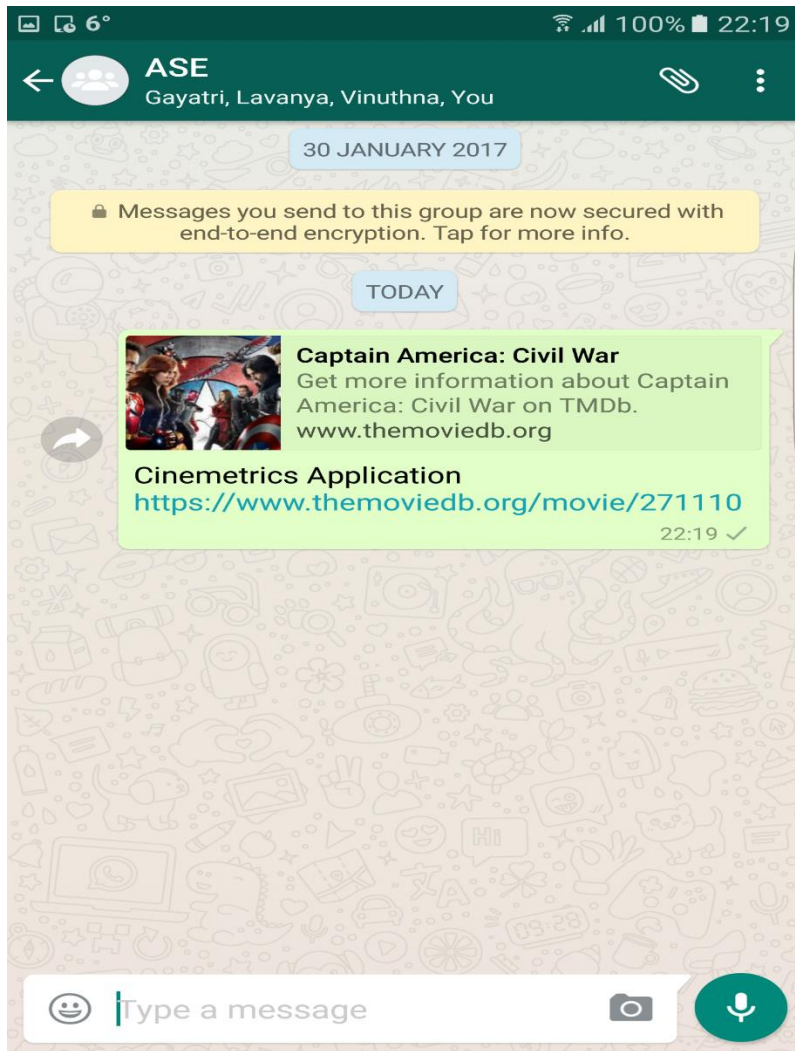 6° 100% 22:19
ASE
Gayatri, Lavanya, Vinuthna, You
30 JANUARY 2017
Messages you send to this group are now secured with
end-to-end encryption. Tap for more info.
TODAY
Captain America: Civil War
Get more information about Captain
America: Civil War on TMDb.
www.themoviedb.org
Cinemetrics Application
https://www.themoviedb.org/movie/271110
22:19
Hi
09:28
Type a message